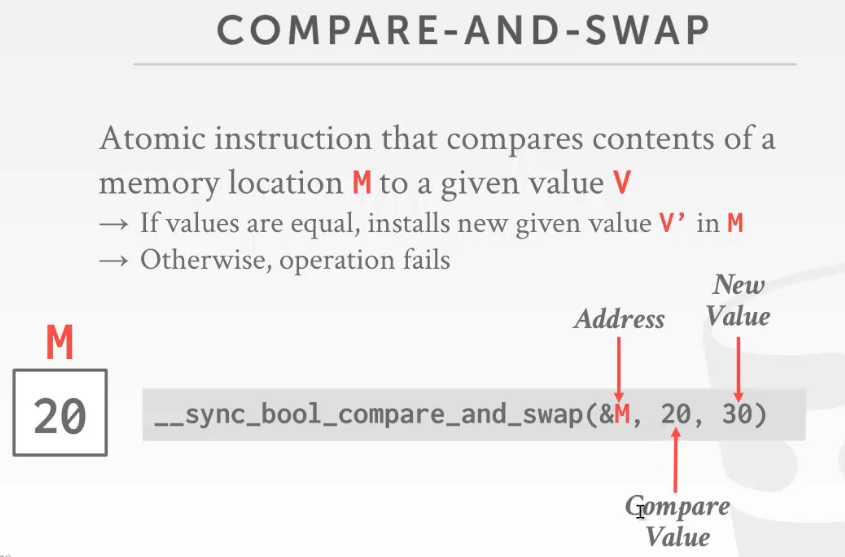 COMPARE-AND-SWAP
Atomic instruction that compares contents of a
memory location M to a given value V
→ If values are equal, installs new given value V’ in M
→ Otherwise, operation fails
New
Value
Address
M
20
__sync_bool_compare_and_swap(&M, 20, 30)
Compare
Value